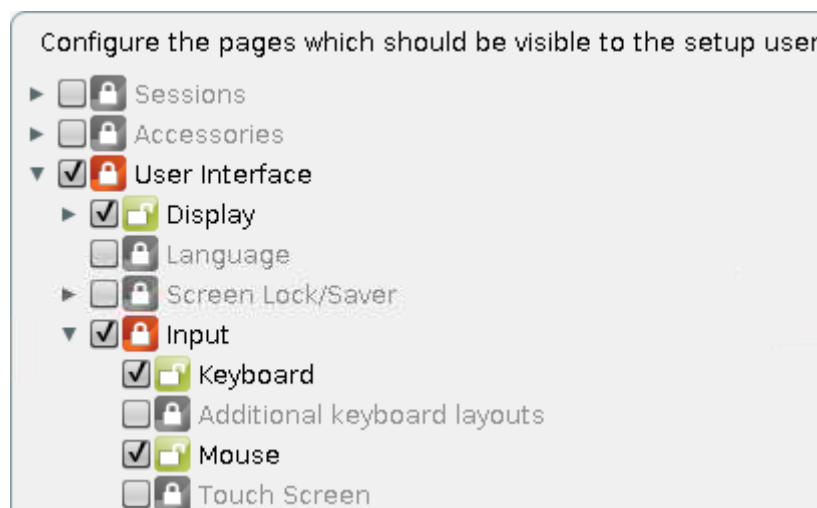 Configure the pages which should be visible to the setup user
Sessions
Accessories
User Interface
Display
Language
Screen Lock/Saver
Input
Keyboard
Additional keyboard layouts
Mouse
Touch Screen